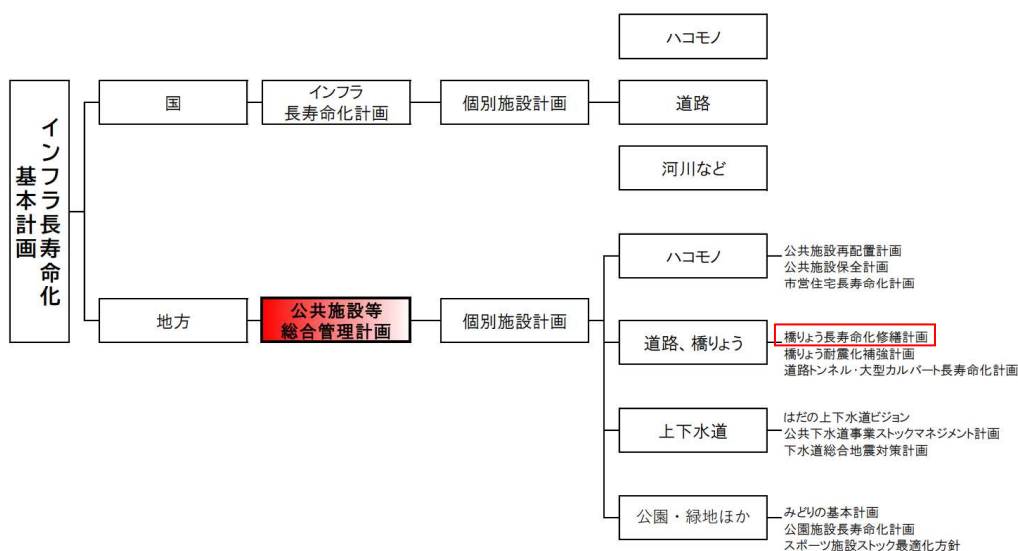 ハコモノ
インフラ長寿命化
基本計画
国
インフラ
長寿命化計画
個別施設計画
道路
河川など
地方
公共施設等
総合管理計画
個別施設計画
ハコモノ
公共施設再配置計画
公共施設保全計画
市営住宅長寿命化計画
道路、橋りょう
橋りょう長寿命化修繕計画
橋りょう耐震化補強計画
道路トンネル・大型カルバート長寿命化計画
上下水道
はだの上下水道ビジョン
公共下水道事業ストックマネジメント計画
下水道総合地震対策計画
公園・緑地ほか
みどりの基本計画
公園施設長寿命化計画
スポーツ施設ストック最適化方針